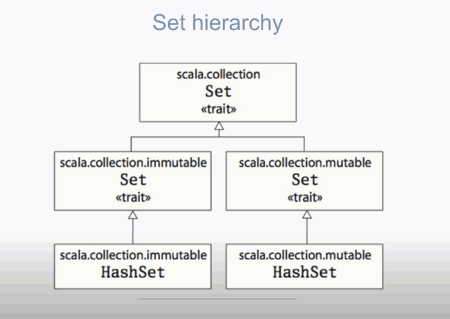 Set hierarchy
scala.collection
Set
«trait»
scala.collection.immutable
Set
«trait»
scala.collection.mutable
Set
«trait»
scala.collection.immutable
HashSet
scala.collection.mutable
HashSet